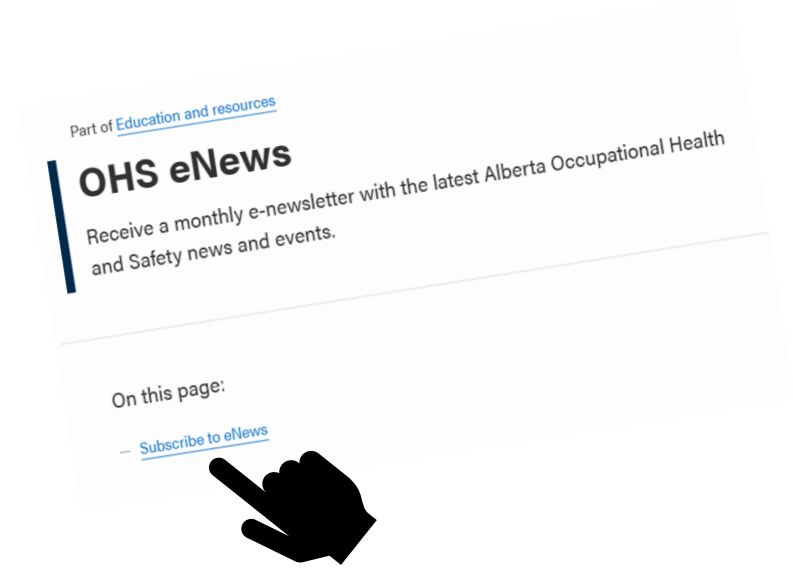 Part of Education and resources
OHS eNews
Receive a monthly e-newsletter with the latest Alberta Occupational Health
and Safety news and events.
On this page:
– Subscribe to eNews